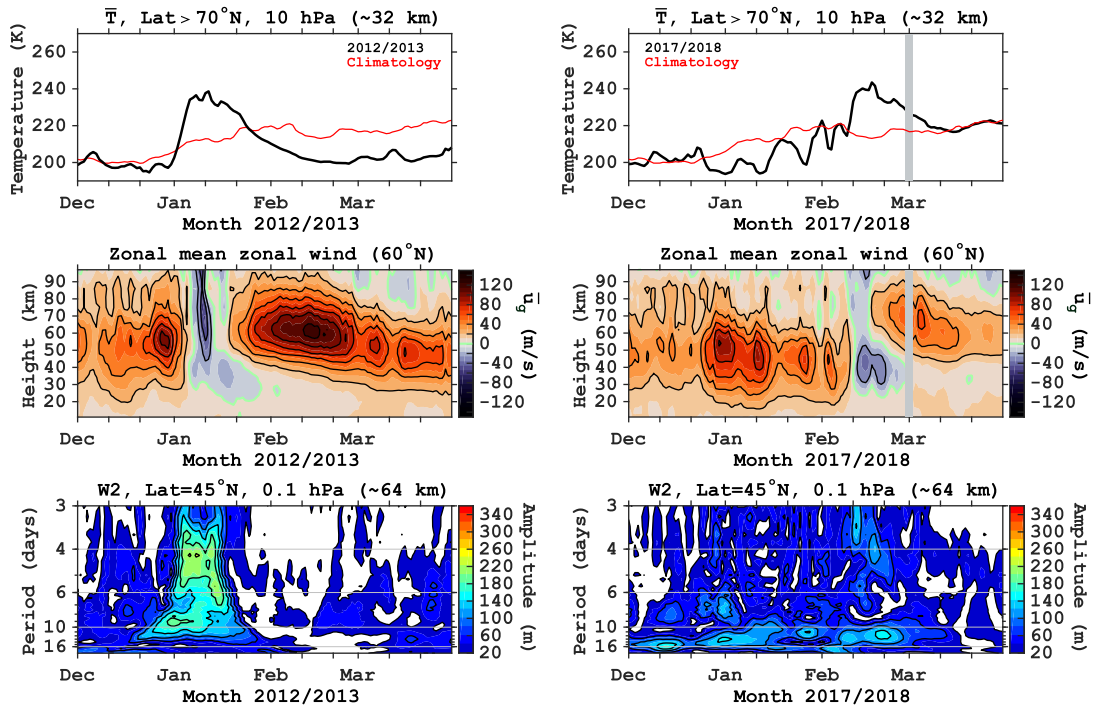 T̅, Lat>70°N, 10 hPa (~32 km)
Temperature (K)
260
240
220
200
2012/2013
Climatology
Dec Jan Feb Mar
Month 2012/2013
T̅, Lat>70°N, 10 hPa (~32 km)
Temperature (K)
260
240
220
200
2017/2018
Climatology
Dec Jan Feb Mar
Month 2017/2018
Zonal mean zonal wind (60°N)
Height (km)
90
80
70
60
50
40
30
20
Dec Jan Feb Mar
Month 2012/2013
120
80
40
0
-40
-80
-120
u̅g (m/s)
Zonal mean zonal wind (60°N)
Height (km)
90
80
70
60
50
40
30
20
Dec Jan Feb Mar
Month 2017/2018
120
80
40
0
-40
-80
-120
u̅g (m/s)
W2, Lat=45°N, 0.1 hPa (~64 km)
Period (days)
3
4
6
10
16
Dec Jan Feb Mar
Month 2012/2013
340
300
260
220
180
140
100
60
20
Amplitude (m)
W2, Lat=45°N, 0.1 hPa (~64 km)
Period (days)
3
4
6
10
16
Dec Jan Feb Mar
Month 2017/2018
340
300
260
220
180
140
100
60
20
Amplitude (m)